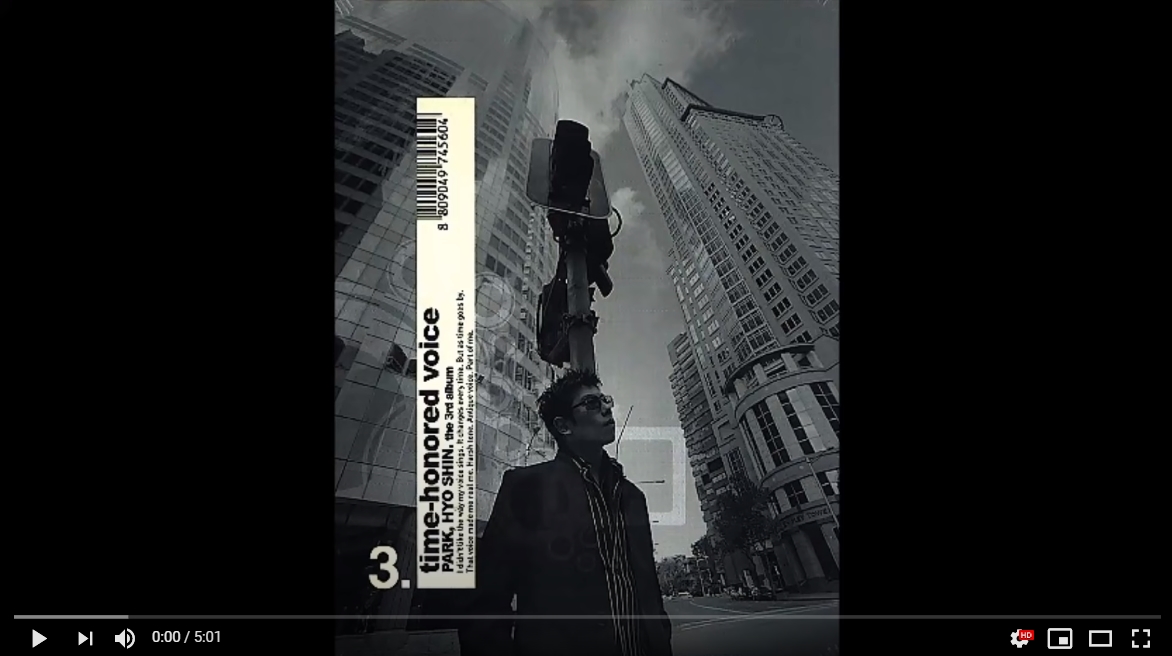 8 809049 745604
time-honored voice
PARK, HYO SHIN. the 3rd album
I didn't like the way my voice sings. It changes every time. But as time goes by.
That voice made me real me. Harsh tone. Antique voice. Part of me.
3.
0:00 / 5:01
HD